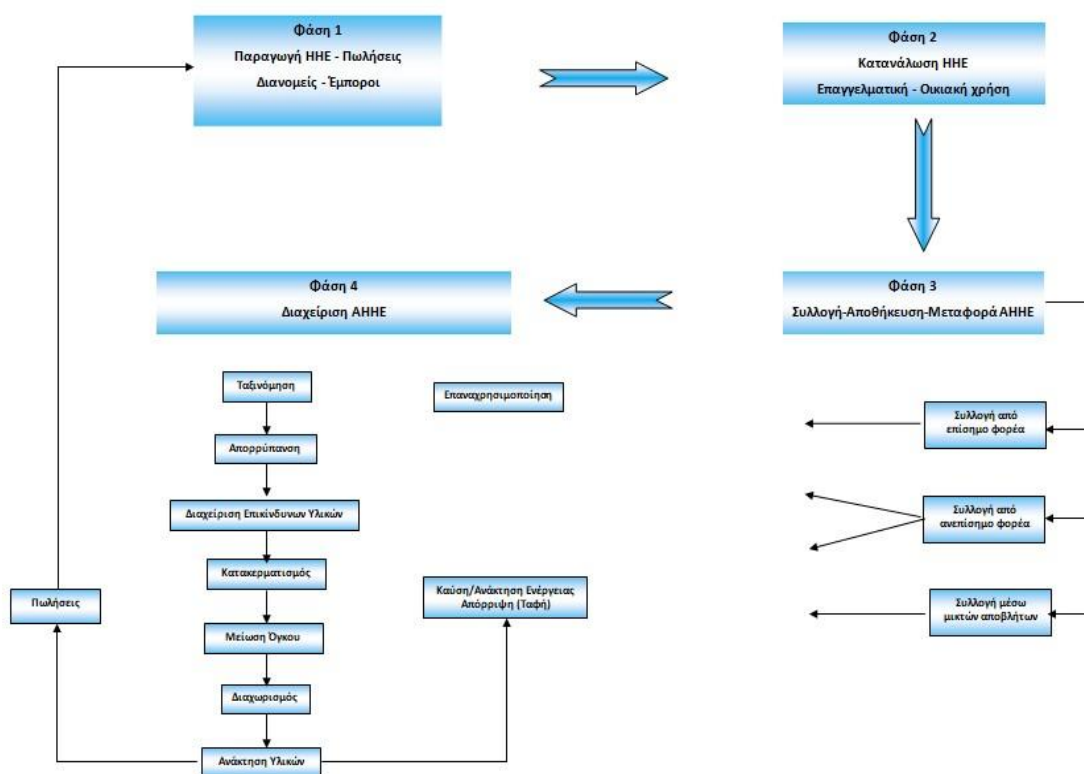 Φάση 1
Παραγωγή ΗΗΕ - Πωλήσεις
Διανομείς - Έμποροι
Φάση 2
Κατανάλωση ΗΗΕ
Επαγγελματική - Οικιακή χρήση
Φάση 4
Διαχείριση ΑΗΗΕ
Φάση 3
Συλλογή-Αποθήκευση-Μεταφορά ΑΗΗΕ
Ταξινόμηση
Επαναχρησιμοποίηση
Συλλογή από
επίσημο φορέα
Απορρύπανση
Διαχείριση Επικίνδυνων Υλικών
Συλλογή από
ανεπίσημο φορέα
Κατακερματισμός
Πωλήσεις
Καύση/Ανάκτηση Ενέργειας
Απόρριψη (Ταφή)
Συλλογή μέσω
μικτών αποβλήτων
Μείωση Όγκου
Διαχωρισμός
Ανάκτηση Υλικών